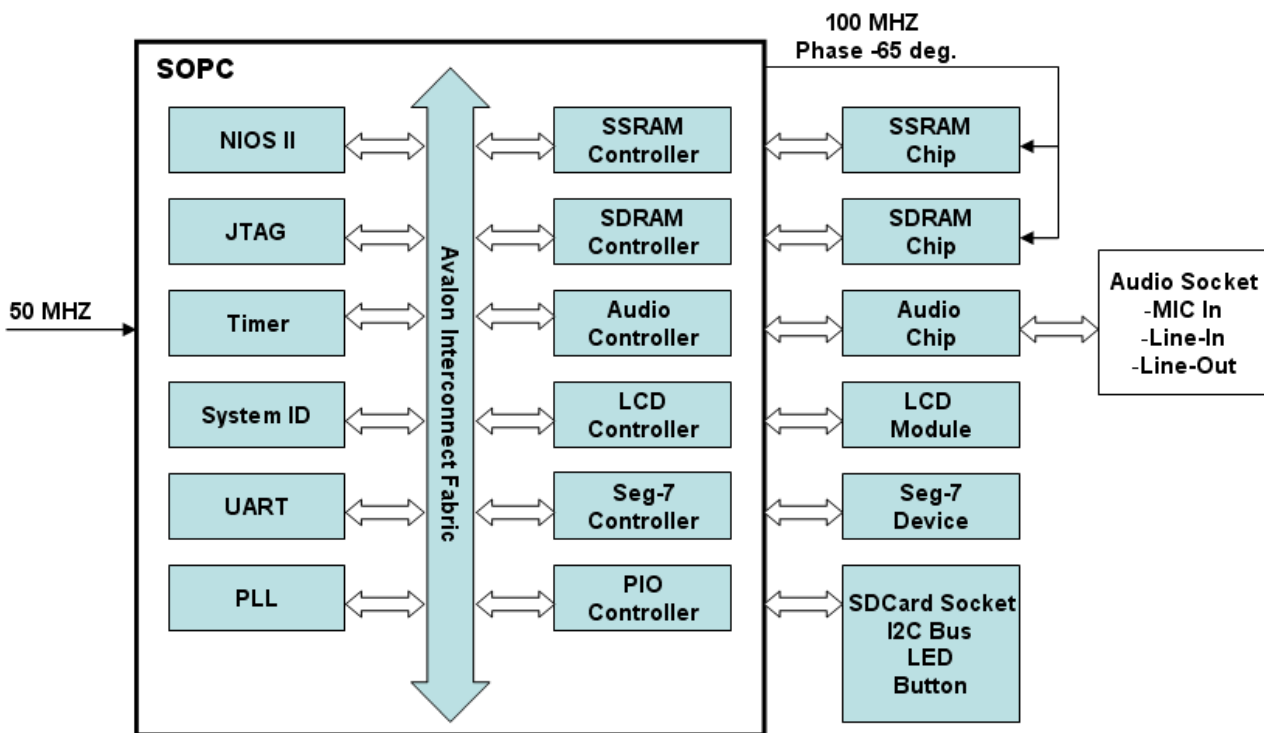 100 MHZ
Phase -65 deg.
SOPC
50 MHZ
NIOS II
JTAG
Timer
System ID
UART
PLL
Avalon Interconnect Fabric
SSRAM
Controller
SDRAM
Controller
Audio
Controller
LCD
Controller
Seg-7
Controller
PIO
Controller
SSRAM
Chip
SDRAM
Chip
Audio
Chip
LCD
Module
Seg-7
Device
SDCard Socket
I2C Bus
LED
Button
Audio Socket
-MIC In
-Line-In
-Line-Out